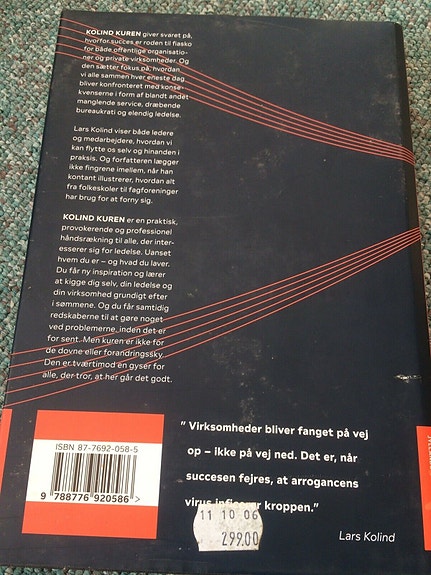 KOLIND KUREN giver svaret på,
hvorfor succes er roden til fiasko
for både offentlige organisatio-
ner og private virksomheder. Og
den sætter fokus på, hvordan
vi alle sammen hver eneste dag
bliver konfronteret med konse-
kvenserne i form af blandt andet
manglende service, dræbende
bureaukrati og elendig ledelse.
Lars Kolind viser både ledere
og medarbejdere, hvordan vi
kan flytte os selv og hinanden i
praksis. Og forfatteren lægger
ikke fingrene imellem, når han
kontant illustrerer, hvordan alt
fra folkeskoler til fagforeninger
har brug for at forny sig.
KOLIND KUREN er en praktisk,
provokerende og professionel
håndsrækning til alle, der inter-
esserer sig for ledelse. Uanset
hvem du er – og hvad du laver.
Du får ny inspiration og lærer
at kigge dig selv, din ledelse og
din virksomhed grundigt efter
i sømmene. Og du får samtidig
redskaberne til at gøre noget
ved problemerne, inden det er
for sent. Men kuren er ikke for
de dovne eller forandringssky.
Den er tværtimod en gyser for
alle, der tror, at her går det godt.
" Virksomheder bliver fanget på vej
op – ikke på vej ned. Det er, når
succesen fejres, at arrogancens
virus kroppen."
Lars Kolind
ISBN 87-7692-058-5
9 788776 920586 >
11 10 06
299.00